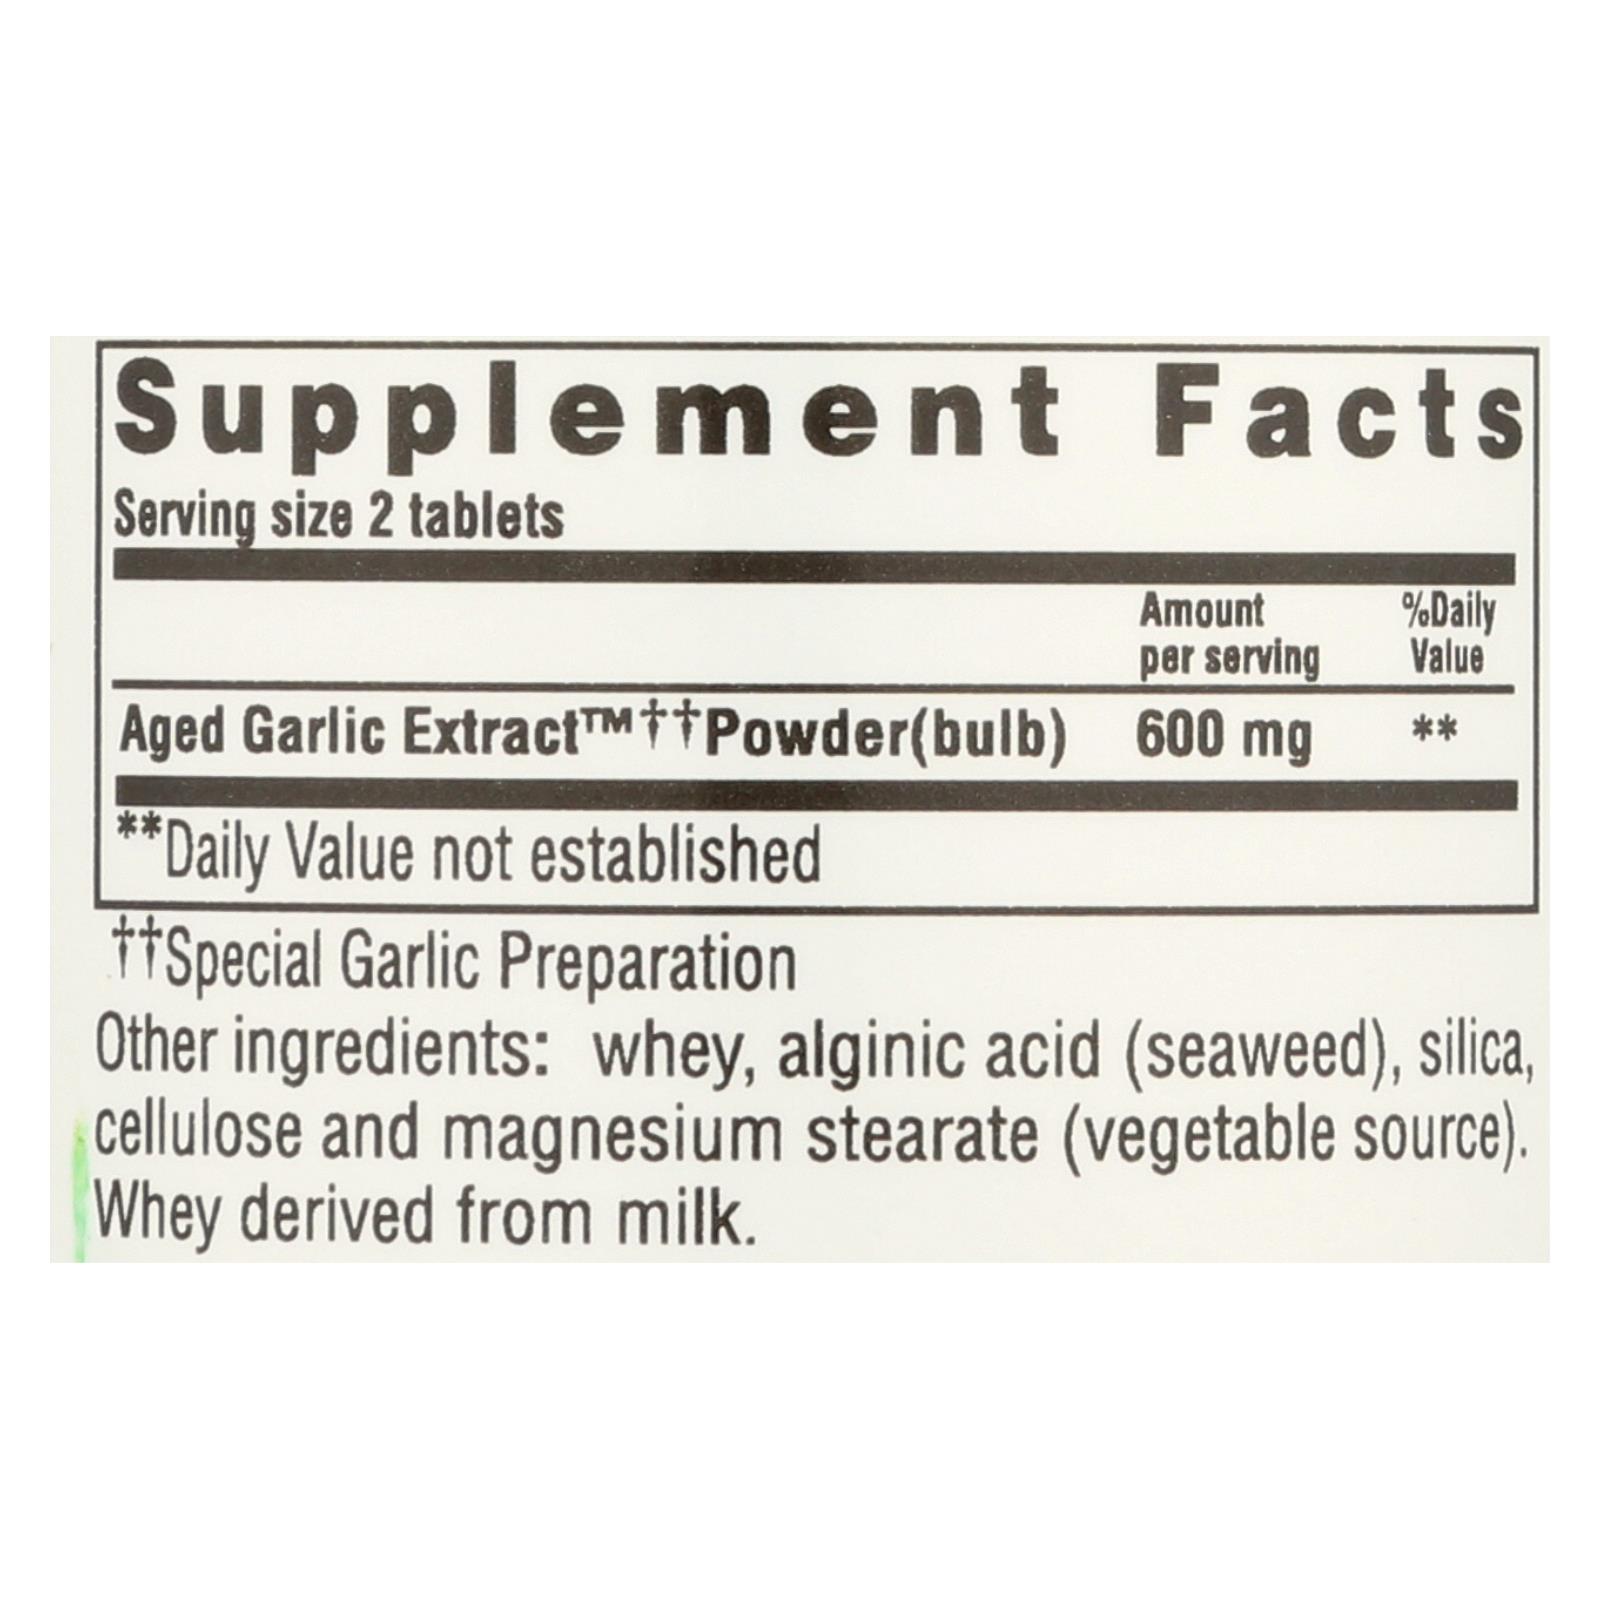 Supplement Facts
Serving size 2 tablets
Amount
per serving
%Daily
Value
Aged Garlic Extract™††Powder(bulb) 600 mg **
**Daily Value not established
††Special Garlic Preparation
Other ingredients: whey, alginic acid (seaweed), silica,
cellulose and magnesium stearate (vegetable source).
Whey derived from milk.